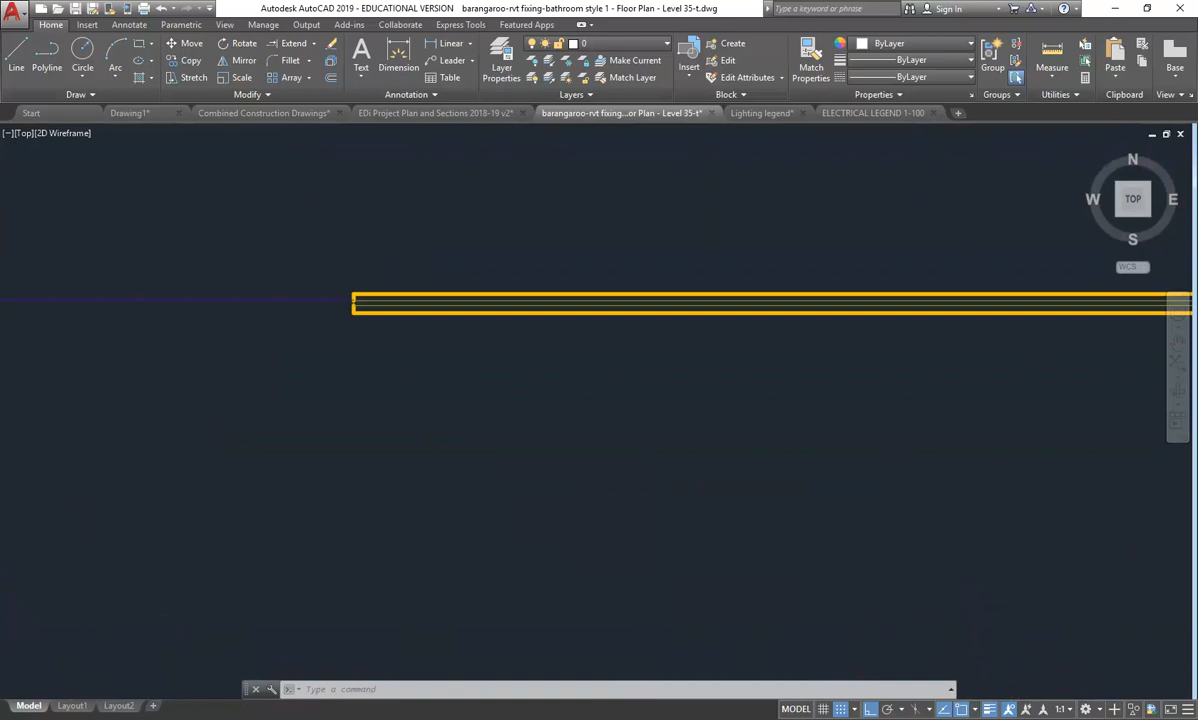 Autodesk AutoCAD 2019 - EDUCATIONAL VERSION barangaroo-rvt fixing-bathroom style 1 - Floor Plan - Level 35-t.dwg
Type a keyword or phrase
Sign In
Home Insert Annotate Parametric View Manage Output Add-ins Collaborate Express Tools Featured Apps
Line
Polyline
Circle
Arc
Draw
Move Rotate Extend
Copy Mirror Fillet
Stretch Scale Array
Modify
Text
Dimension
Linear
Leader
Table
Annotation
Layer
Properties
0
Make Current
Match Layer
Layers
Insert
Create
Edit
Edit Attributes
Block
Match
Properties
ByLayer
ByLayer
ByLayer
Properties
Group
Groups
Measure
Utilities
Paste
Clipboard
Base
View
Start
Drawing1*
Combined Construction Drawings*
EDi Project Plan and Sections 2018-19 v2*
barangaroo-rvt fixing...or Plan - Level 35-t*
Lighting legend*
ELECTRICAL LEGEND 1-100
[−][Top][2D Wireframe]
N
W
TOP
E
S
WCS
Type a command
Model Layout1 Layout2
MODEL
1:1